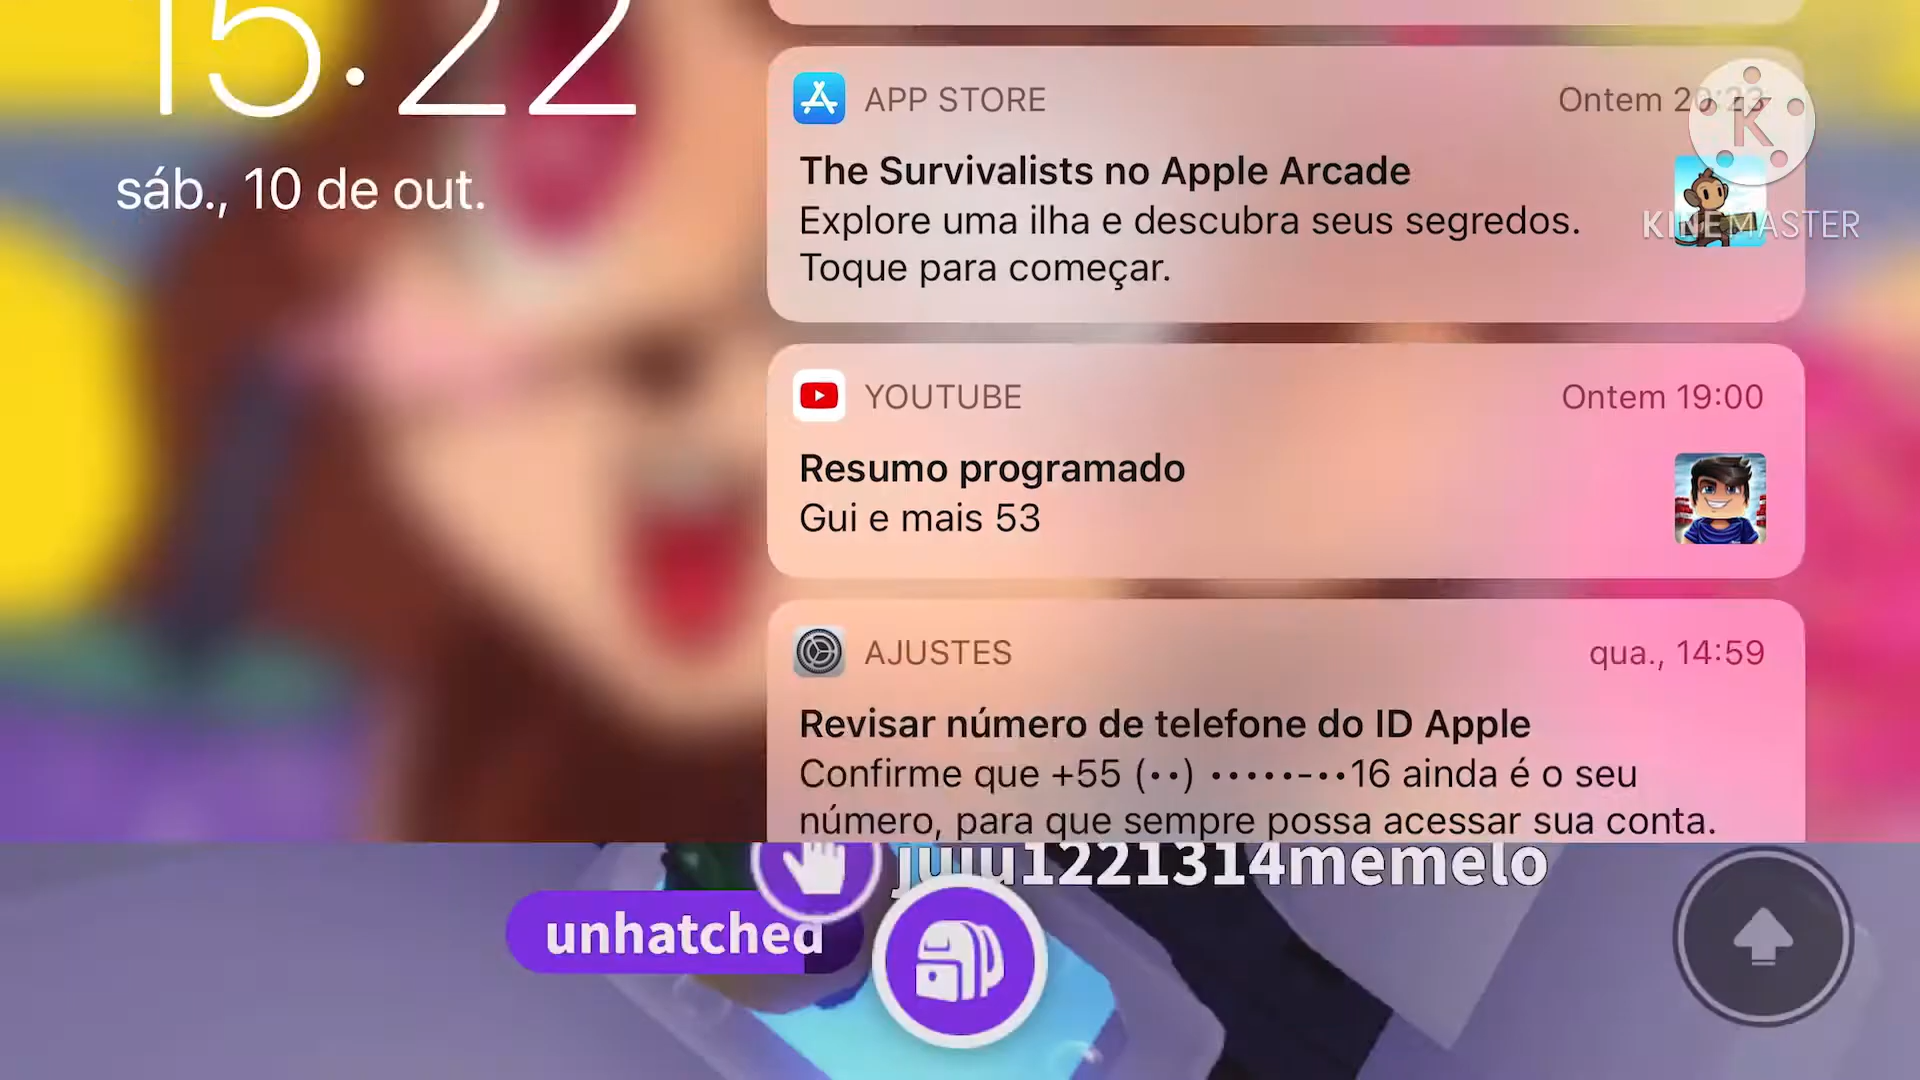 15:22
sáb., 10 de out.
APP STORE
Ontem 20:23
The Survivalists no Apple Arcade
Explore uma ilha e descubra seus segredos.
Toque para começar.
K
KINEMASTER
YOUTUBE
Ontem 19:00
Resumo programado
Gui e mais 53
AJUSTES
qua., 14:59
Revisar número de telefone do ID Apple
Confirme que +55 (••) •••••-••16 ainda é o seu
número, para que sempre possa acessar sua conta.
juju1221314memelo
unhatched